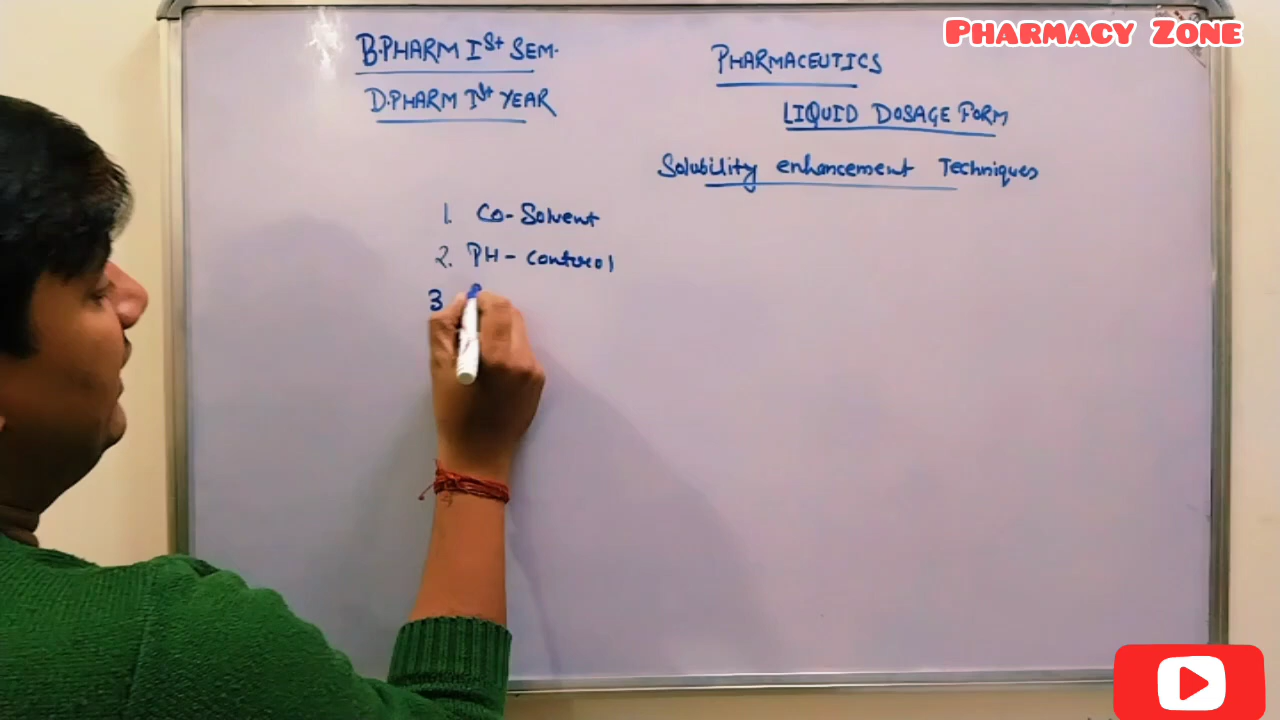 PHARMACY ZONE
B.PHARM Ist SEM.
D.PHARM Ist YEAR
PHARMACEUTICS
LIQUID DOSAGE FORM
Solubility enhancement Techniques
1. Co-Solvent
2. PH-control
3